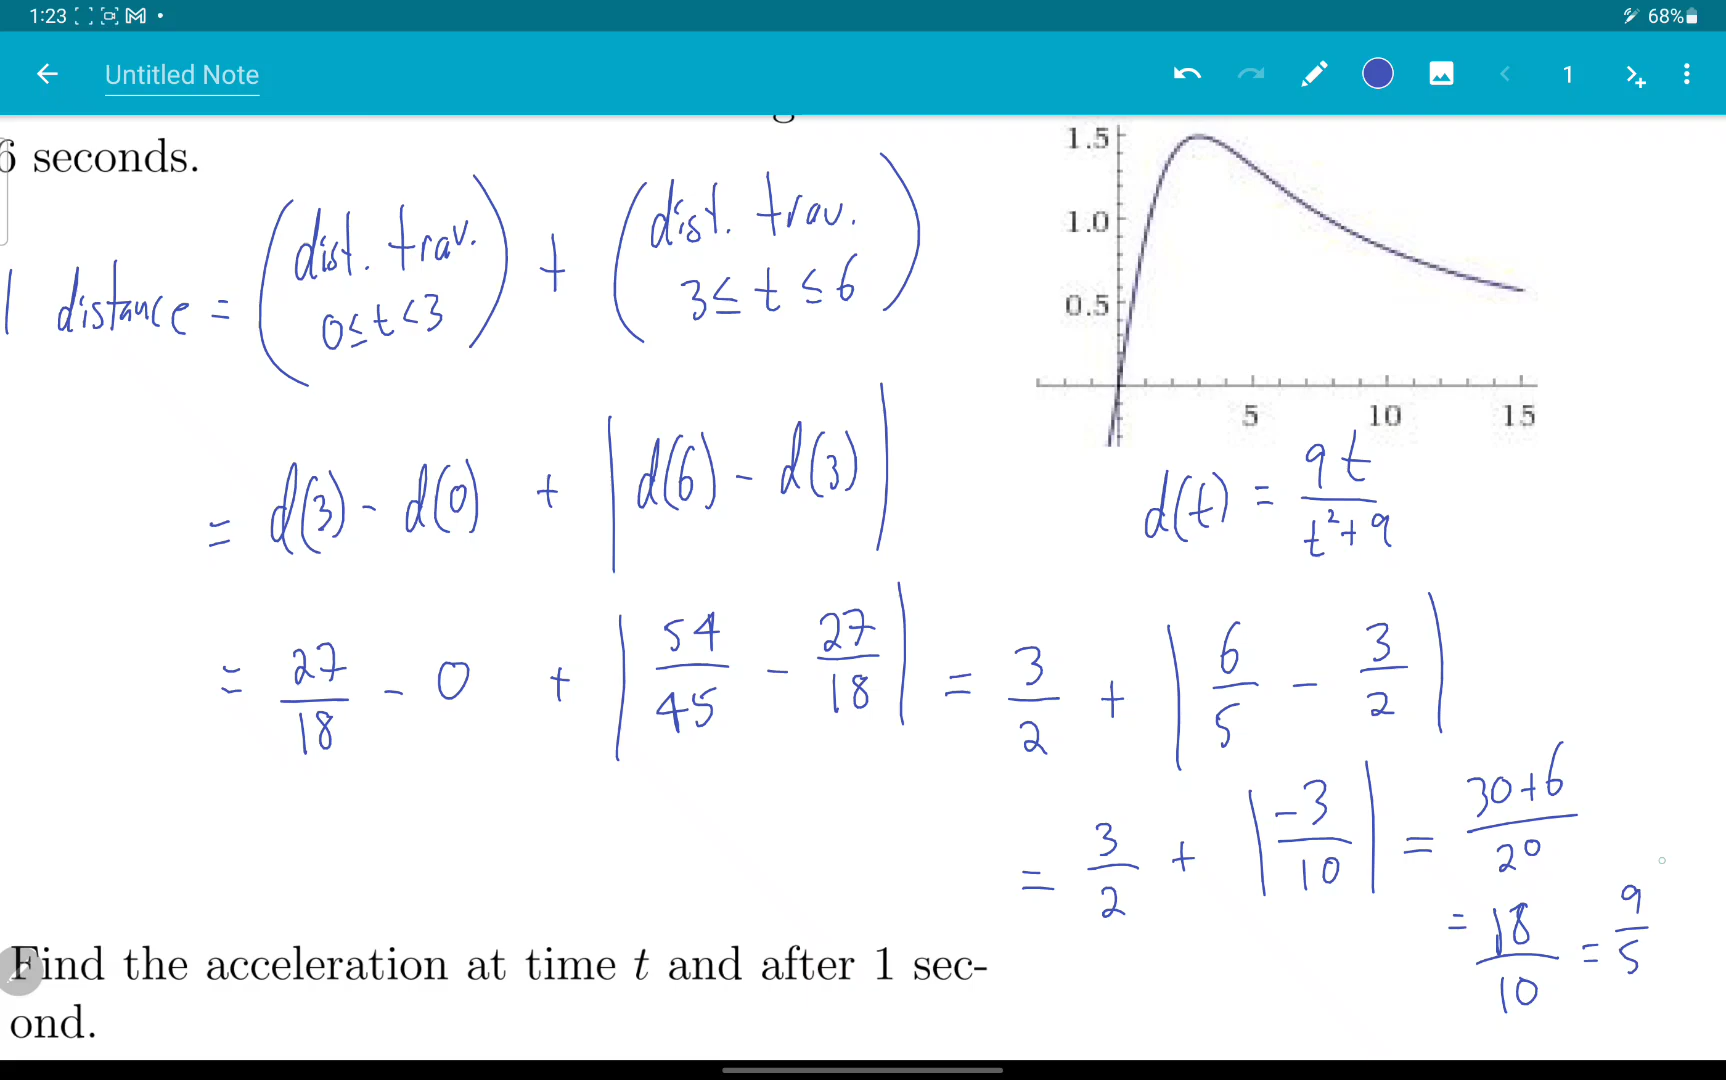 1:23 68%
Untitled Note 1
6 seconds.
distance = (dist. trav. 0≤t<3) + (dist. trav. 3≤t≤6)
1.5
1.0
0.5
5 10 15
= d(3) - d(0) + |d(6) - d(3)|
d(t) = 9t/(t²+9)
= 27/18 - 0 + |54/45 - 27/18| = 3/2 + |6/5 - 3/2|
= 3/2 + |-3/10| = (30+6)/20
= 18/10 = 9/5
Find the acceleration at time t and after 1 sec-
ond.